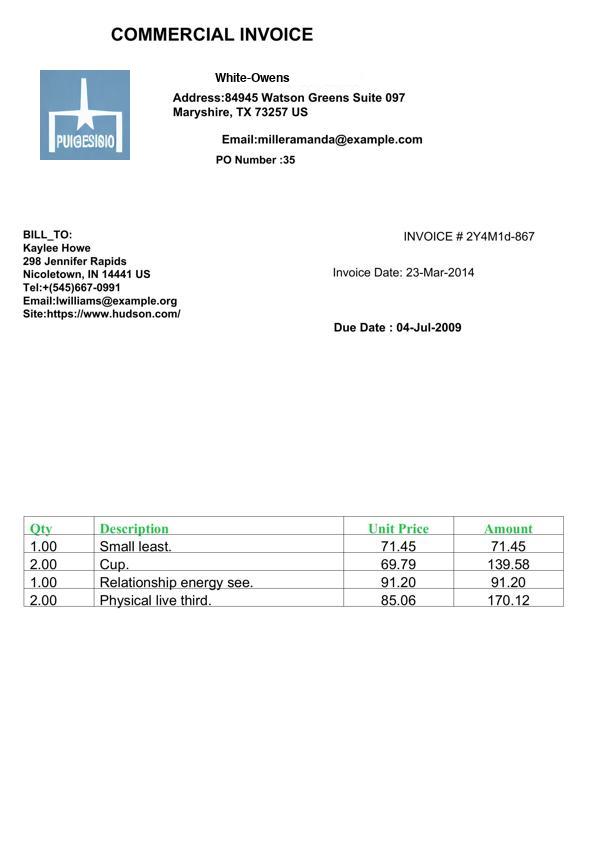 COMMERCIAL INVOICE
PUIGESISIO
White-Owens
Address:84945 Watson Greens Suite 097
Maryshire, TX 73257 US
Email:milleramanda@example.com
PO Number :35
BILL_TO:
Kaylee Howe
298 Jennifer Rapids
Nicoletown, IN 14441 US
Tel:+(545)667-0991
Email:lwilliams@example.org
Site:https://www.hudson.com/
INVOICE # 2Y4M1d-867
Invoice Date: 23-Mar-2014
Due Date : 04-Jul-2009
Qty Description Unit Price Amount
1.00 Small least. 71.45 71.45
2.00 Cup. 69.79 139.58
1.00 Relationship energy see. 91.20 91.20
2.00 Physical live third. 85.06 170.12